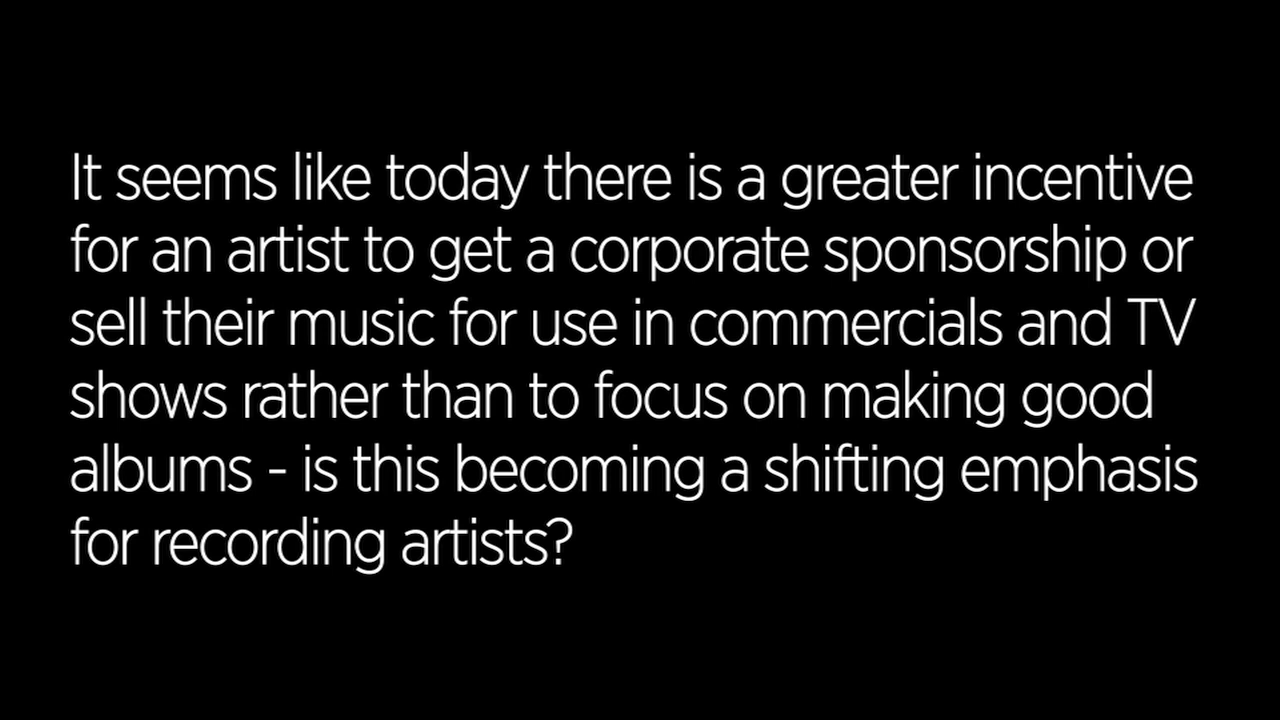 It seems like today there is a greater incentive
for an artist to get a corporate sponsorship or
sell their music for use in commercials and TV
shows rather than to focus on making good
albums - is this becoming a shifting emphasis
for recording artists?